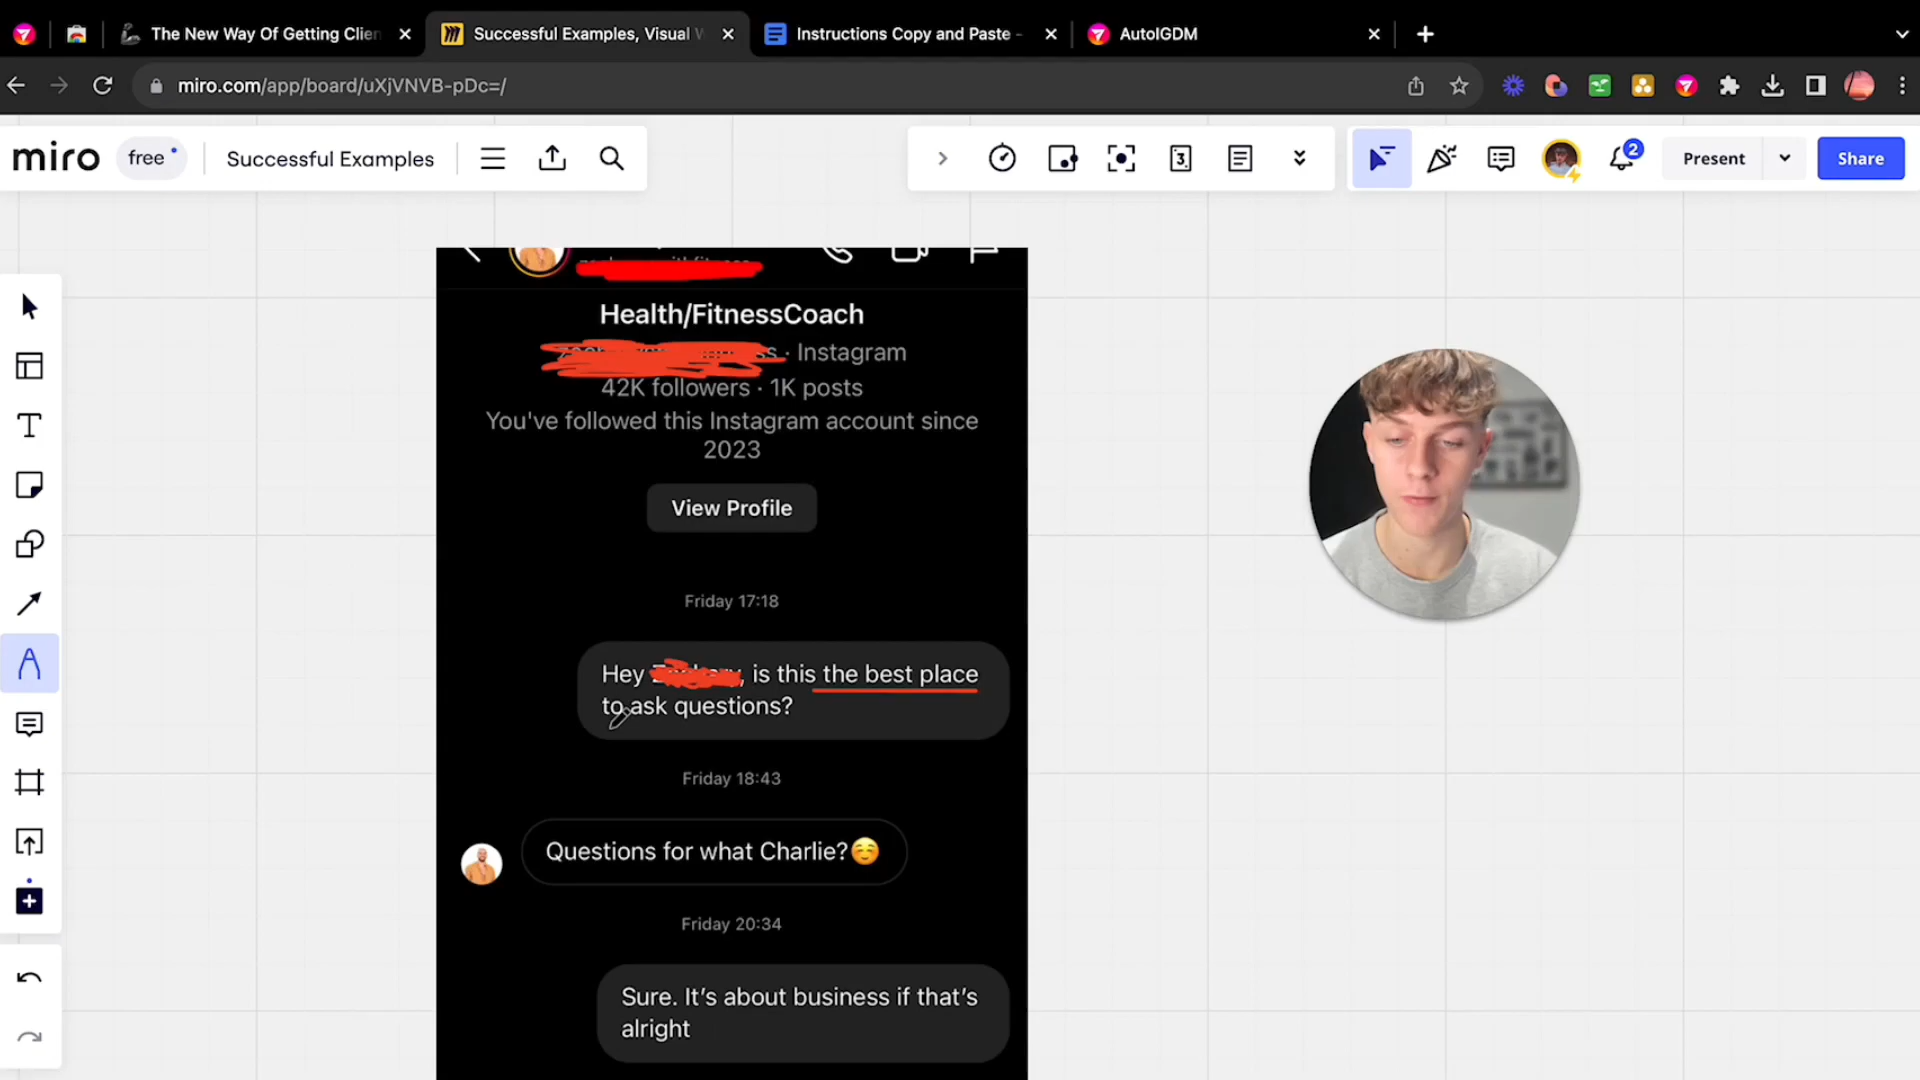 The New Way Of Getting Clien
Successful Examples, Visual W
Instructions Copy and Paste -
AutoIGDM
miro.com/app/board/uXjVNVB-pDc=/
miro
free
Successful Examples
3
2
Present
Share
Health/FitnessCoach
· Instagram
42K followers · 1K posts
You've followed this Instagram account since
2023
View Profile
Friday 17:18
Hey , is this the best place
to ask questions?
Friday 18:43
Questions for what Charlie?☺️
Friday 20:34
Sure. It's about business if that's
alright